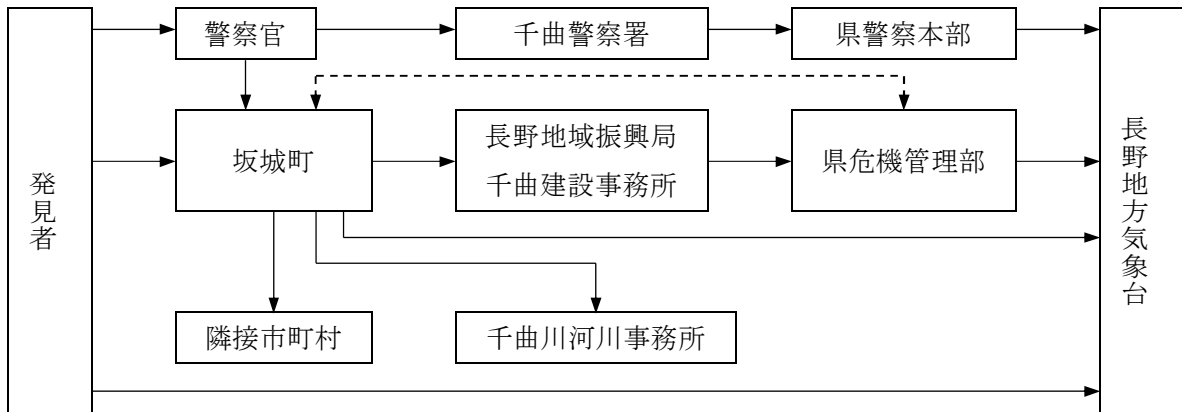 発見者
警察官
千曲警察署
県警察本部
坂城町
長野地域振興局
千曲建設事務所
県危機管理部
隣接市町村
千曲川河川事務所
長野地方気象台